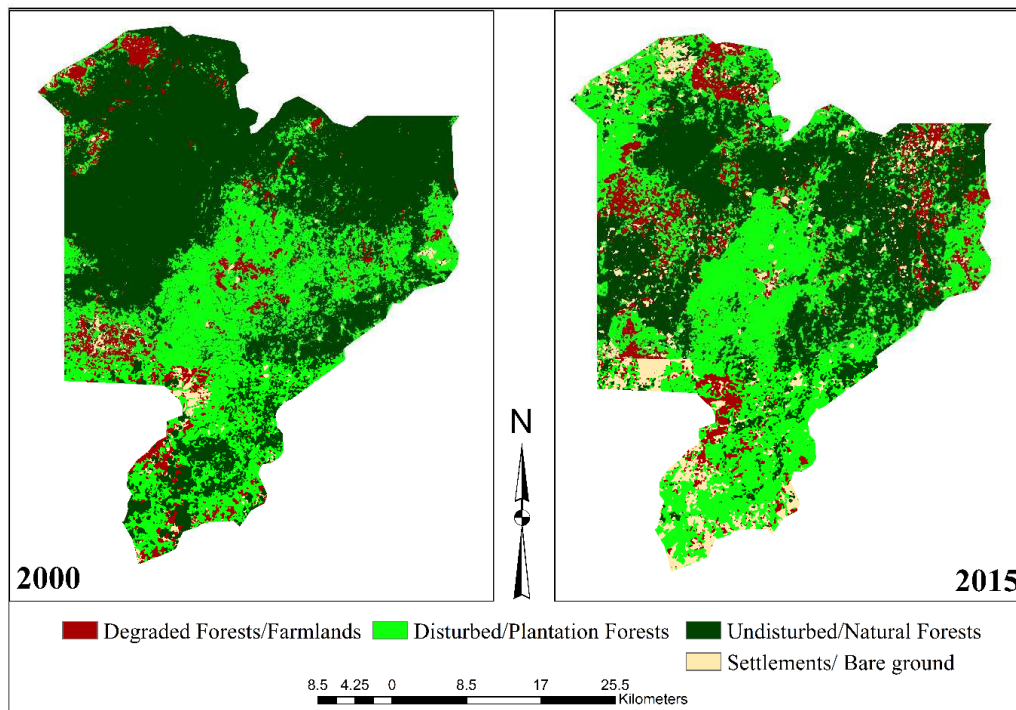 N
2000
2015
Degraded Forests/Farmlands Disturbed/Plantation Forests Undisturbed/Natural Forests
Settlements/ Bare ground
8.5 4.25 0 8.5 17 25.5
Kilometers